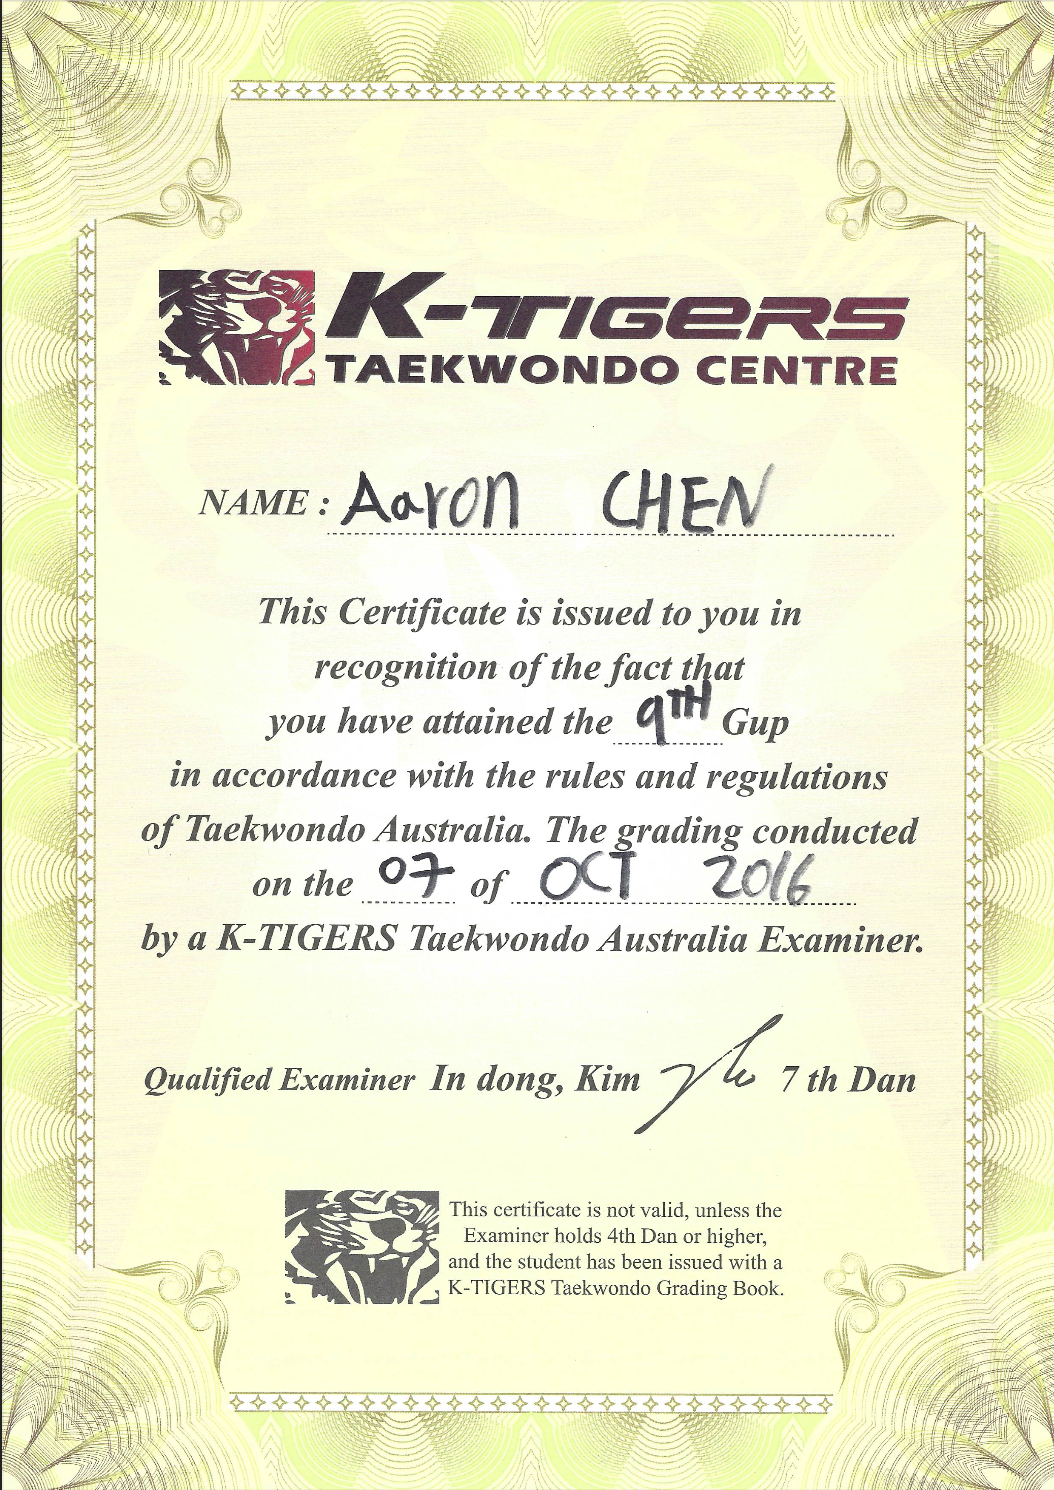 K-TIGERS
TAEKWONDO CENTRE
NAME : Aaron CHEN
This Certificate is issued to you in
recognition of the fact that
you have attained the 9TH Gup
in accordance with the rules and regulations
of Taekwondo Australia. The grading conducted
on the 07 of OCT 2016
by a K-TIGERS Taekwondo Australia Examiner.
Qualified Examiner In dong, Kim 7 th Dan
This certificate is not valid, unless the
Examiner holds 4th Dan or higher,
and the student has been issued with a
K-TIGERS Taekwondo Grading Book.